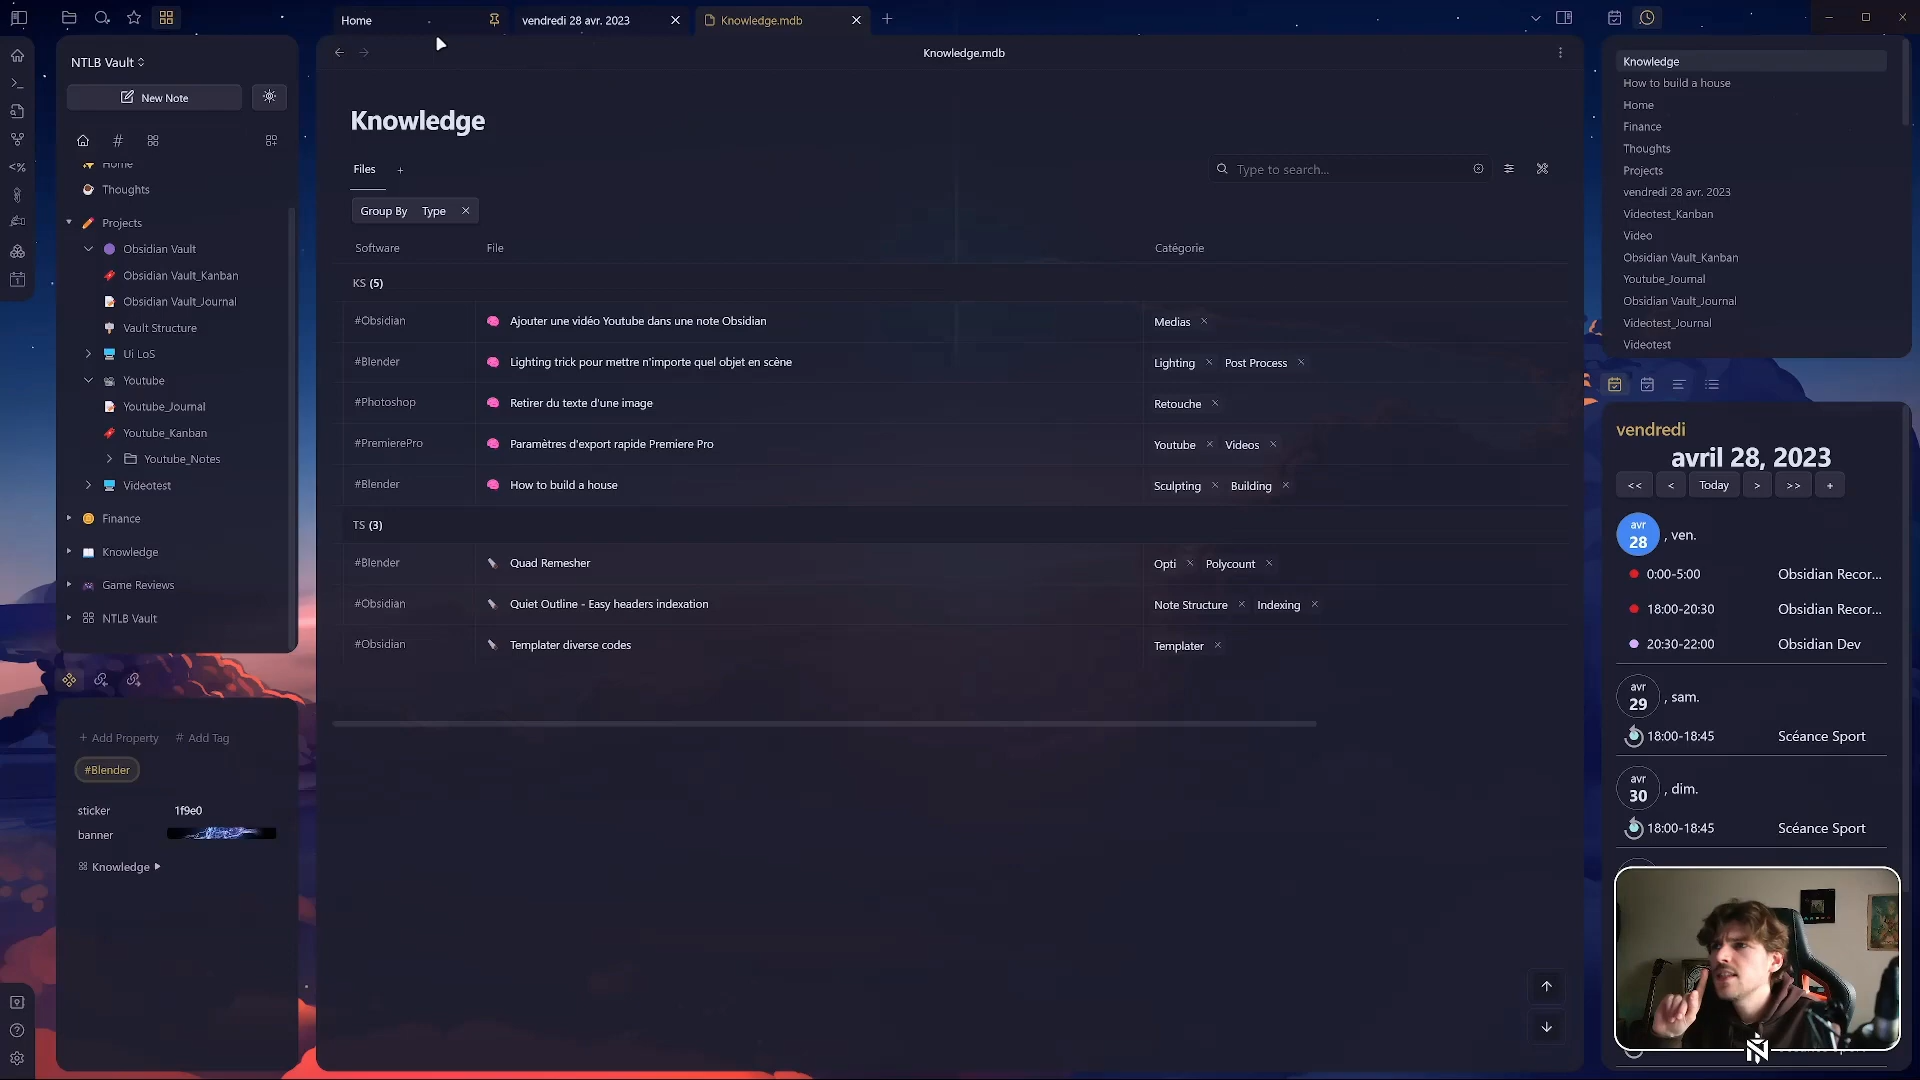 Home
vendredi 28 avr. 2023
Knowledge.mdb
NTLB Vault
New Note
Home
Thoughts
Projects
Obsidian Vault
Obsidian Vault_Kanban
Obsidian Vault_Journal
Vault Structure
Ui LoS
Youtube
Youtube_Journal
Youtube_Kanban
Youtube_Notes
Videotest
Finance
Knowledge
Game Reviews
NTLB Vault
+ Add Property # Add Tag
#Blender
sticker 1f9e0
banner
Knowledge
Knowledge.mdb
Knowledge
Files +
Type to search...
Group By Type
Software File Catégorie
KS (5)
#Obsidian Ajouter une vidéo Youtube dans une note Obsidian Medias
#Blender Lighting trick pour mettre n'importe quel objet en scène Lighting Post Process
#Photoshop Retirer du texte d'une image Retouche
#PremierePro Paramètres d'export rapide Premiere Pro Youtube Videos
#Blender How to build a house Sculpting Building
TS (3)
#Blender Quad Remesher Opti Polycount
#Obsidian Quiet Outline - Easy headers indexation Note Structure Indexing
#Obsidian Templater diverse codes Templater
Knowledge
How to build a house
Home
Finance
Thoughts
Projects
vendredi 28 avr. 2023
Videotest_Kanban
Video
Obsidian Vault_Kanban
Youtube_Journal
Obsidian Vault_Journal
Videotest_Journal
Videotest
vendredi
avril 28, 2023
<< < Today > >> +
avr
28 , ven.
0:00-5:00 Obsidian Recor...
18:00-20:30 Obsidian Recor...
20:30-22:00 Obsidian Dev
avr
29 , sam.
18:00-18:45 Scéance Sport
avr
30 , dim.
18:00-18:45 Scéance Sport